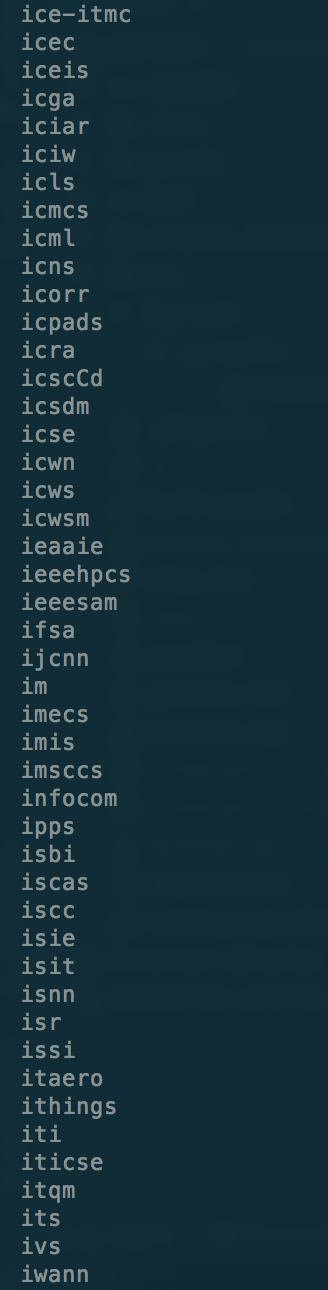 ice-itmc
icec
iceis
icga
iciar
iciw
icls
icmcs
icml
icns
icorr
icpads
icra
icscCd
icsdm
icse
icwn
icws
icwsm
ieaaie
ieeehpcs
ieeesam
ifsa
ijcnn
im
imecs
imis
imsccs
infocom
ipps
isbi
iscas
iscc
isie
isit
isnn
isr
issi
itaero
ithings
iti
iticse
itqm
its
ivs
iwann